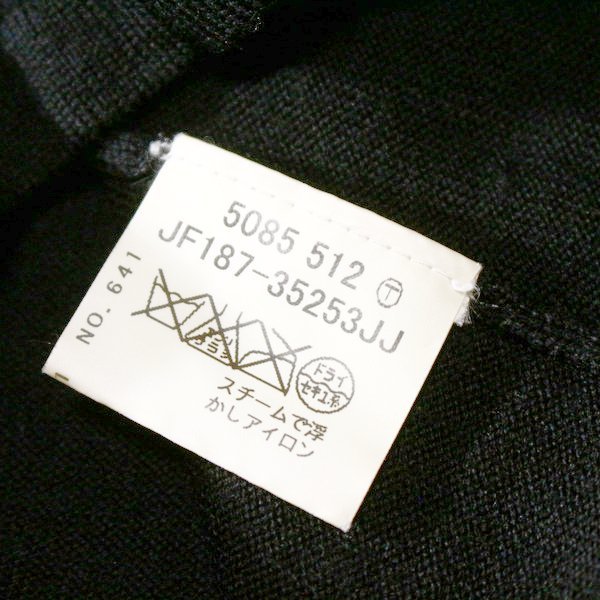 5085 512 Ⓣ
JF187-35253JJ
ドライ
セキユ系
スチームで浮
かしアイロン
NO. 641